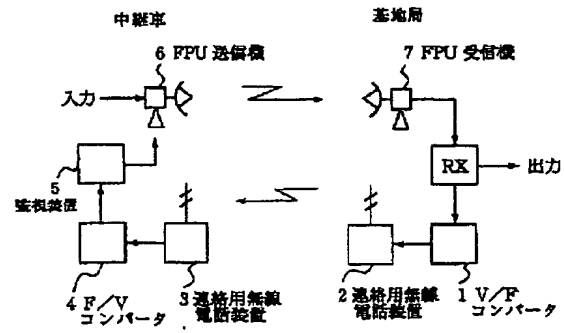 中継車
基地局
6 FPU 送信機
7 FPU 受信機
入力
RX
出力
5
監視装置
4 F/V
コンバータ
3 連絡用無線
電話装置
2 連絡用無線
電話装置
1 V/F
コンバータ